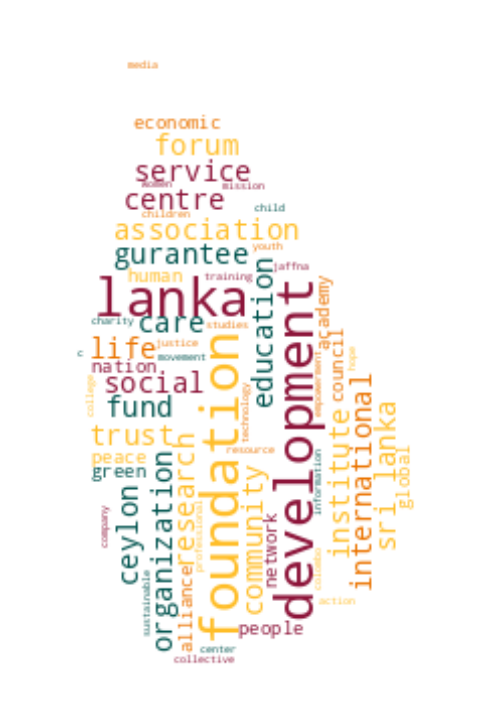 media
economic
forum
service
women
mission
centre
child
children
association
youth
gurantee
jaffna
human
training
education
lanka
development
academy
charity
care
studies
c
life
justice
movement
council
hope
nation
social
empowerment
college
fund
foundation
technology
international
institute
sri lanka
trust
peace
green
resource
research
community
information
global
ceylon
organization
company
professional
network
sustainable
alliance
colombo
action
people
center
collective